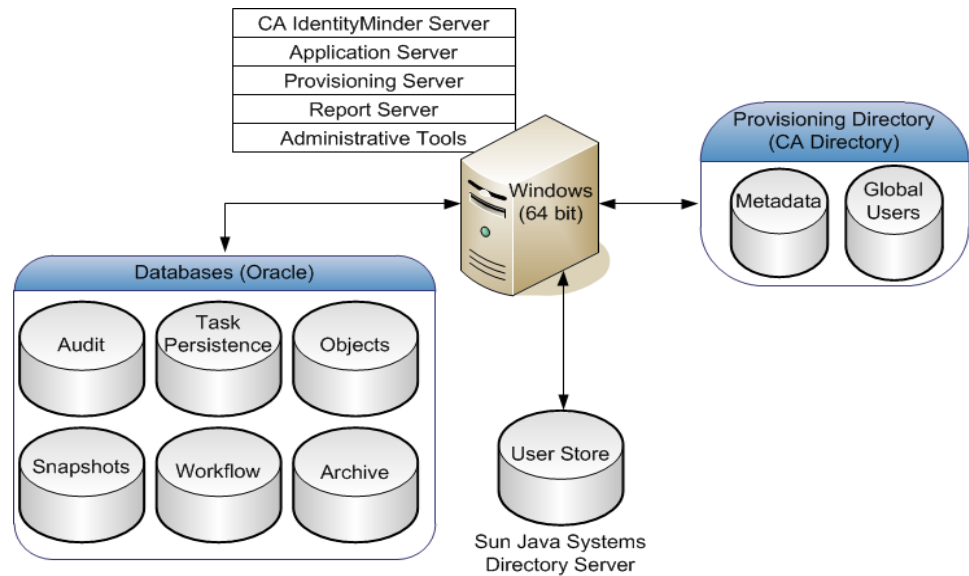 CA IdentityMinder Server
Application Server
Provisioning Server
Report Server
Administrative Tools
Windows
(64 bit)
Provisioning Directory
(CA Directory)
Metadata
Global
Users
Databases (Oracle)
Audit
Task
Persistence
Objects
Snapshots
Workflow
Archive
User Store
Sun Java Systems
Directory Server